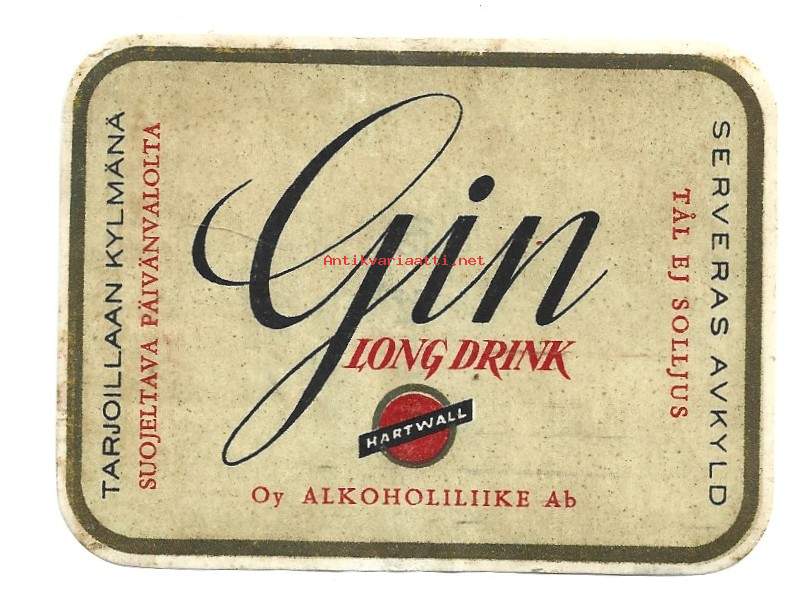 TARJOILLAAN KYLMÄNÄ
SUOJELTAVA PÄIVÄNVALOLTA
Gin
Antikvariaatti.net
LONG DRINK
HARTWALL
Oy ALKOHOLILIIKE Ab
TÅL EJ SOLLJUS
SERVERAS AVKYLD